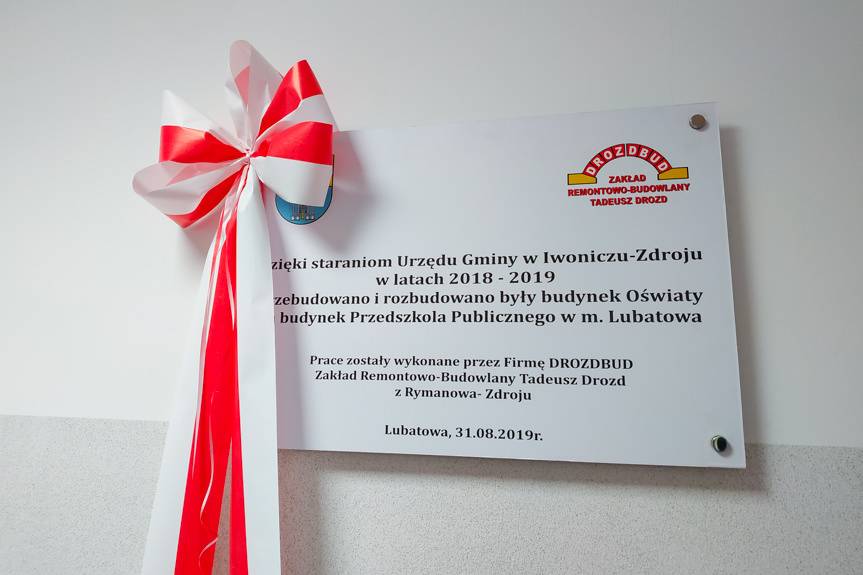 DROZDBUD
ZAKŁAD
REMONTOWO-BUDOWLANY
TADEUSZ DROZD
zięki staraniom Urzędu Gminy w Iwoniczu-Zdroju
w latach 2018 - 2019
zebudowano i rozbudowano były budynek Oświaty
budynek Przedszkola Publicznego w m. Lubatowa
Prace zostały wykonane przez Firmę DROZDBUD
Zakład Remontowo-Budowlany Tadeusz Drozd
z Rymanowa- Zdroju
Lubatowa, 31.08.2019r.